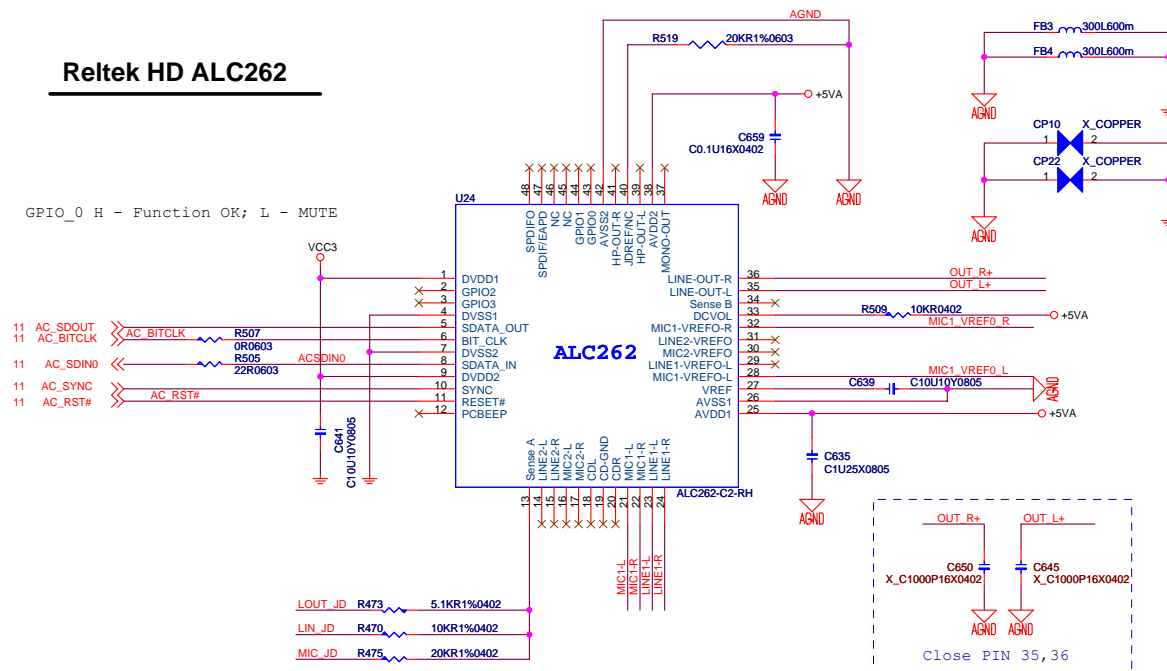 Reltek HD ALC262
GPIO_0 H - Function OK; L - MUTE
AGND
R519 20KR1%0603
+5VA
C659
C0.1U16X0402
AGND
AGND
FB3 300L600m
FB4 300L600m
AGND
CP10 X_COPPER
1 2
CP22 X_COPPER
1 2
AGND
U24
48 47 46 45 44 43 42 41 40 39 38 37
SPDIFO
SPDIF/EAPD
NC
NC
GPIO1
GPIO0
AVSS2
HP-OUT-R
JDREF/NC
HP-OUT-L
AVDD2
MONO-OUT
VCC3
1 DVDD1
2 GPIO2
3 GPIO3
4 DVSS1
5 SDATA_OUT
6 BIT_CLK
7 DVSS2
8 SDATA_IN
9 DVDD2
10 SYNC
11 RESET#
12 PCBEEP
11 AC_SDOUT
11 AC_BITCLK
AC_BITCLK
R507
0R0603
11 AC_SDIN0
R505
22R0603
ACSDIN0
11 AC_SYNC
11 AC_RST#
AC_RST#
C641
C10U10Y0805
ALC262
LINE-OUT-R 36
LINE-OUT-L 35
Sense B 34
DCVOL 33
MIC1-VREFO-R 32
LINE2-VREFO 31
MIC2-VREFO 30
LINE1-VREFO-L 29
MIC1-VREFO-L 28
VREF 27
AVSS1 26
AVDD1 25
OUT_R+
OUT_L+
R509 10KR0402
+5VA
MIC1_VREF0_R
MIC1_VREF0_L
C639 C10U10Y0805
AGND
+5VA
C635
C1U25X0805
AGND
Sense A
LINE2-L
LINE2-R
MIC2-L
MIC2-R
CDL
CD-GND
CDR
MIC1-L
MIC1-R
LINE1-L
LINE1-R
13 14 15 16 17 18 19 20 21 22 23 24
ALC262-C2-RH
MIC1-L
MIC1-R
LINE1-L
LINE1-R
LOUT_JD R473 5.1KR1%0402
LIN_JD R470 10KR1%0402
MIC_JD R475 20KR1%0402
OUT_R+ OUT_L+
C650
X_C1000P16X0402
C645
X_C1000P16X0402
AGND AGND
Close PIN 35,36